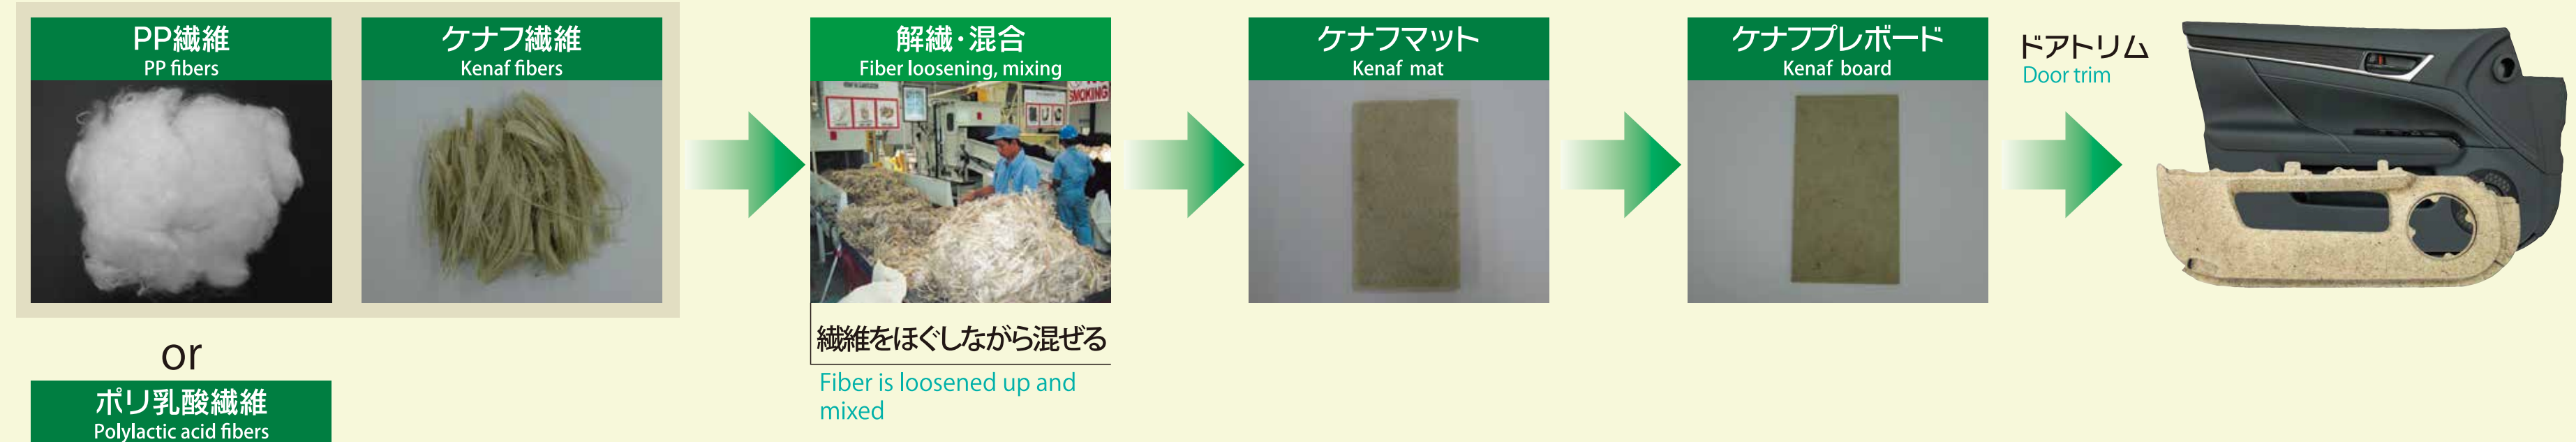 PP繊維
PP fibers
ケナフ繊維
Kenaf fibers
or
ポリ乳酸繊維
Polylactic acid fibers
解繊・混合
Fiber loosening, mixing
SMOKING
繊維をほぐしながら混ぜる
Fiber is loosened up and
mixed
ケナフマット
Kenaf mat
ケナフプレボード
Kenaf board
ドアトリム
Door trim